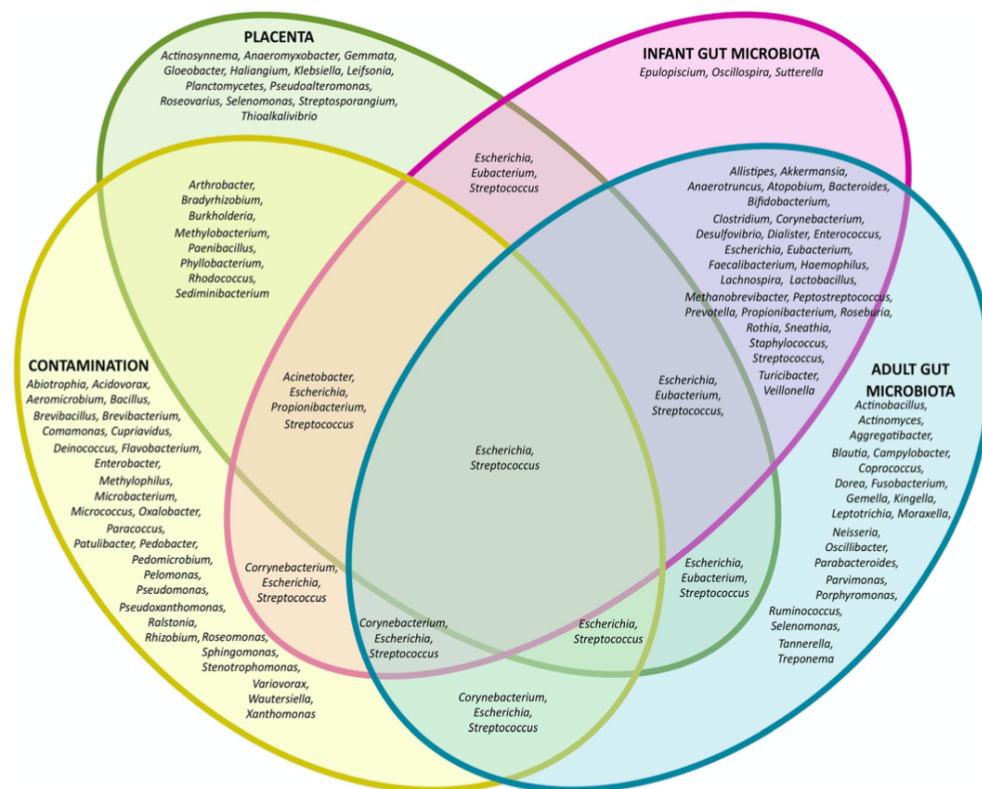 PLACENTA
Actinosynnema, Anaeromyxobacter, Gemmata,
Gloeobacter, Haliangium, Klebsiella, Leifsonia,
Planctomycetes, Pseudoalteromonas,
Roseovarius, Selenomonas, Streptosporangium,
Thioalkalivibrio
INFANT GUT MICROBIOTA
Epulopiscium, Oscillospira, Sutterella
Escherichia,
Eubacterium,
Streptococcus
Arthrobacter,
Bradyrhizobium,
Burkholderia,
Methylobacterium,
Paenibacillus,
Phyllobacterium,
Rhodococcus,
Sediminibacterium
Allistipes, Akkermansia,
Anaerotruncus, Atopobium, Bacteroides,
Bifidobacterium,
Clostridium, Corynebacterium,
Desulfovibrio, Dialister, Enterococcus,
Escherichia, Eubacterium,
Faecalibacterium, Haemophilus,
Lachnospira, Lactobacillus,
Methanobrevibacter, Peptostreptococcus,
Prevotella, Propionibacterium, Roseburia,
Rothia, Sneathia,
Staphylococcus,
Streptococcus,
Turicibacter,
Veillonella
CONTAMINATION
Abiotrophia, Acidovorax,
Aeromicrobium, Bacillus,
Brevibacillus, Brevibacterium,
Comamonas, Cupriavidus,
Deinococcus, Flavobacterium,
Enterobacter,
Methylophilus,
Microbacterium,
Micrococcus, Oxalobacter,
Paracoccus,
Patulibacter, Pedobacter,
Pedomicrobium,
Pelomonas,
Pseudomonas,
Pseudoxanthomonas,
Ralstonia,
Rhizobium, Roseomonas,
Sphingomonas,
Stenotrophomonas,
Variovorax,
Wautersiella,
Xanthomonas
Acinetobacter,
Escherichia,
Propionibacterium,
Streptococcus
Escherichia,
Eubacterium,
Streptococcus,
ADULT GUT
MICROBIOTA
Actinobacillus,
Actinomyces,
Aggregatibacter,
Blautia, Campylobacter,
Coprococcus,
Dorea, Fusobacterium,
Gemella, Kingella,
Leptotrichia, Moraxella,
Neisseria,
Oscillibacter,
Parabacteroides,
Parvimonas,
Porphyromonas,
Ruminococcus,
Selenomonas,
Tannerella,
Treponema
Escherichia,
Streptococcus
Corrynebacterium,
Escherichia,
Streptococcus
Escherichia,
Eubacterium,
Streptococcus
Corynebacterium,
Escherichia,
Streptococcus
Escherichia,
Streptococcus
Corynebacterium,
Escherichia,
Streptococcus